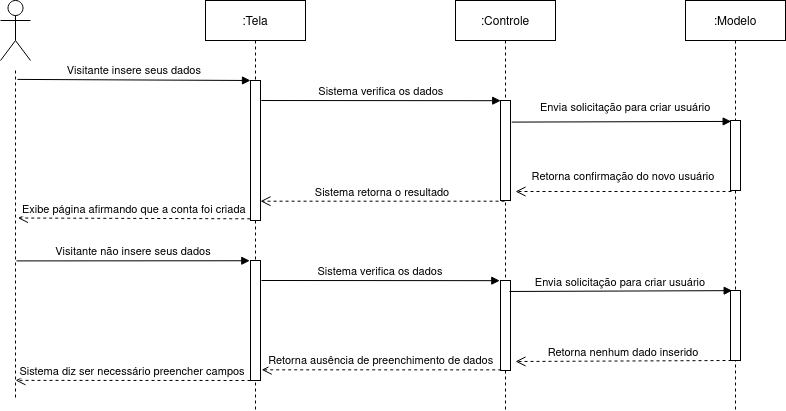 :Tela
:Controle
:Modelo
Visitante insere seus dados
Sistema verifica os dados
Envia solicitação para criar usuário
Retorna confirmação do novo usuário
Sistema retorna o resultado
Exibe página afirmando que a conta foi criada
Visitante não insere seus dados
Sistema verifica os dados
Envia solicitação para criar usuário
Retorna nenhum dado inserido
Retorna ausência de preenchimento de dados
Sistema diz ser necessário preencher campos